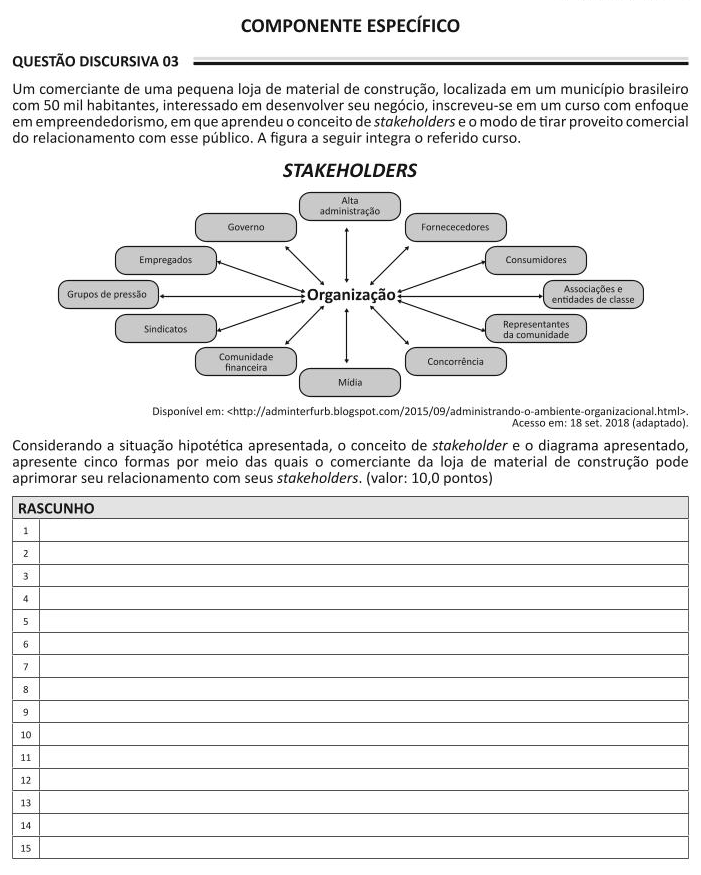 COMPONENTE ESPECÍFICO
QUESTÃO DISCURSIVA 03
Um comerciante de uma pequena loja de material de construção, localizada em um município brasileiro
com 50 mil habitantes, interessado em desenvolver seu negócio, inscreveu-se em um curso com enfoque
em empreendedorismo, em que aprendeu o conceito de stakeholders e o modo de tirar proveito comercial
do relacionamento com esse público. A figura a seguir integra o referido curso.
STAKEHOLDERS
Alta
administração
Governo
Fornececedores
Empregados
Consumidores
Grupos de pressão
Organização
Associações e
entidades de classe
Sindicatos
Representantes
da comunidade
Comunidade
financeira
Concorrência
Mídia
Disponível em: <http://adminterfurb.blogspot.com/2015/09/administrando-o-ambiente-organizacional.html>.
Acesso em: 18 set. 2018 (adaptado).
Considerando a situação hipotética apresentada, o conceito de stakeholder e o diagrama apresentado,
apresente cinco formas por meio das quais o comerciante da loja de material de construção pode
aprimorar seu relacionamento com seus stakeholders. (valor: 10,0 pontos)
RASCUNHO
1
2
3
4
5
6
7
8
9
10
11
12
13
14
15